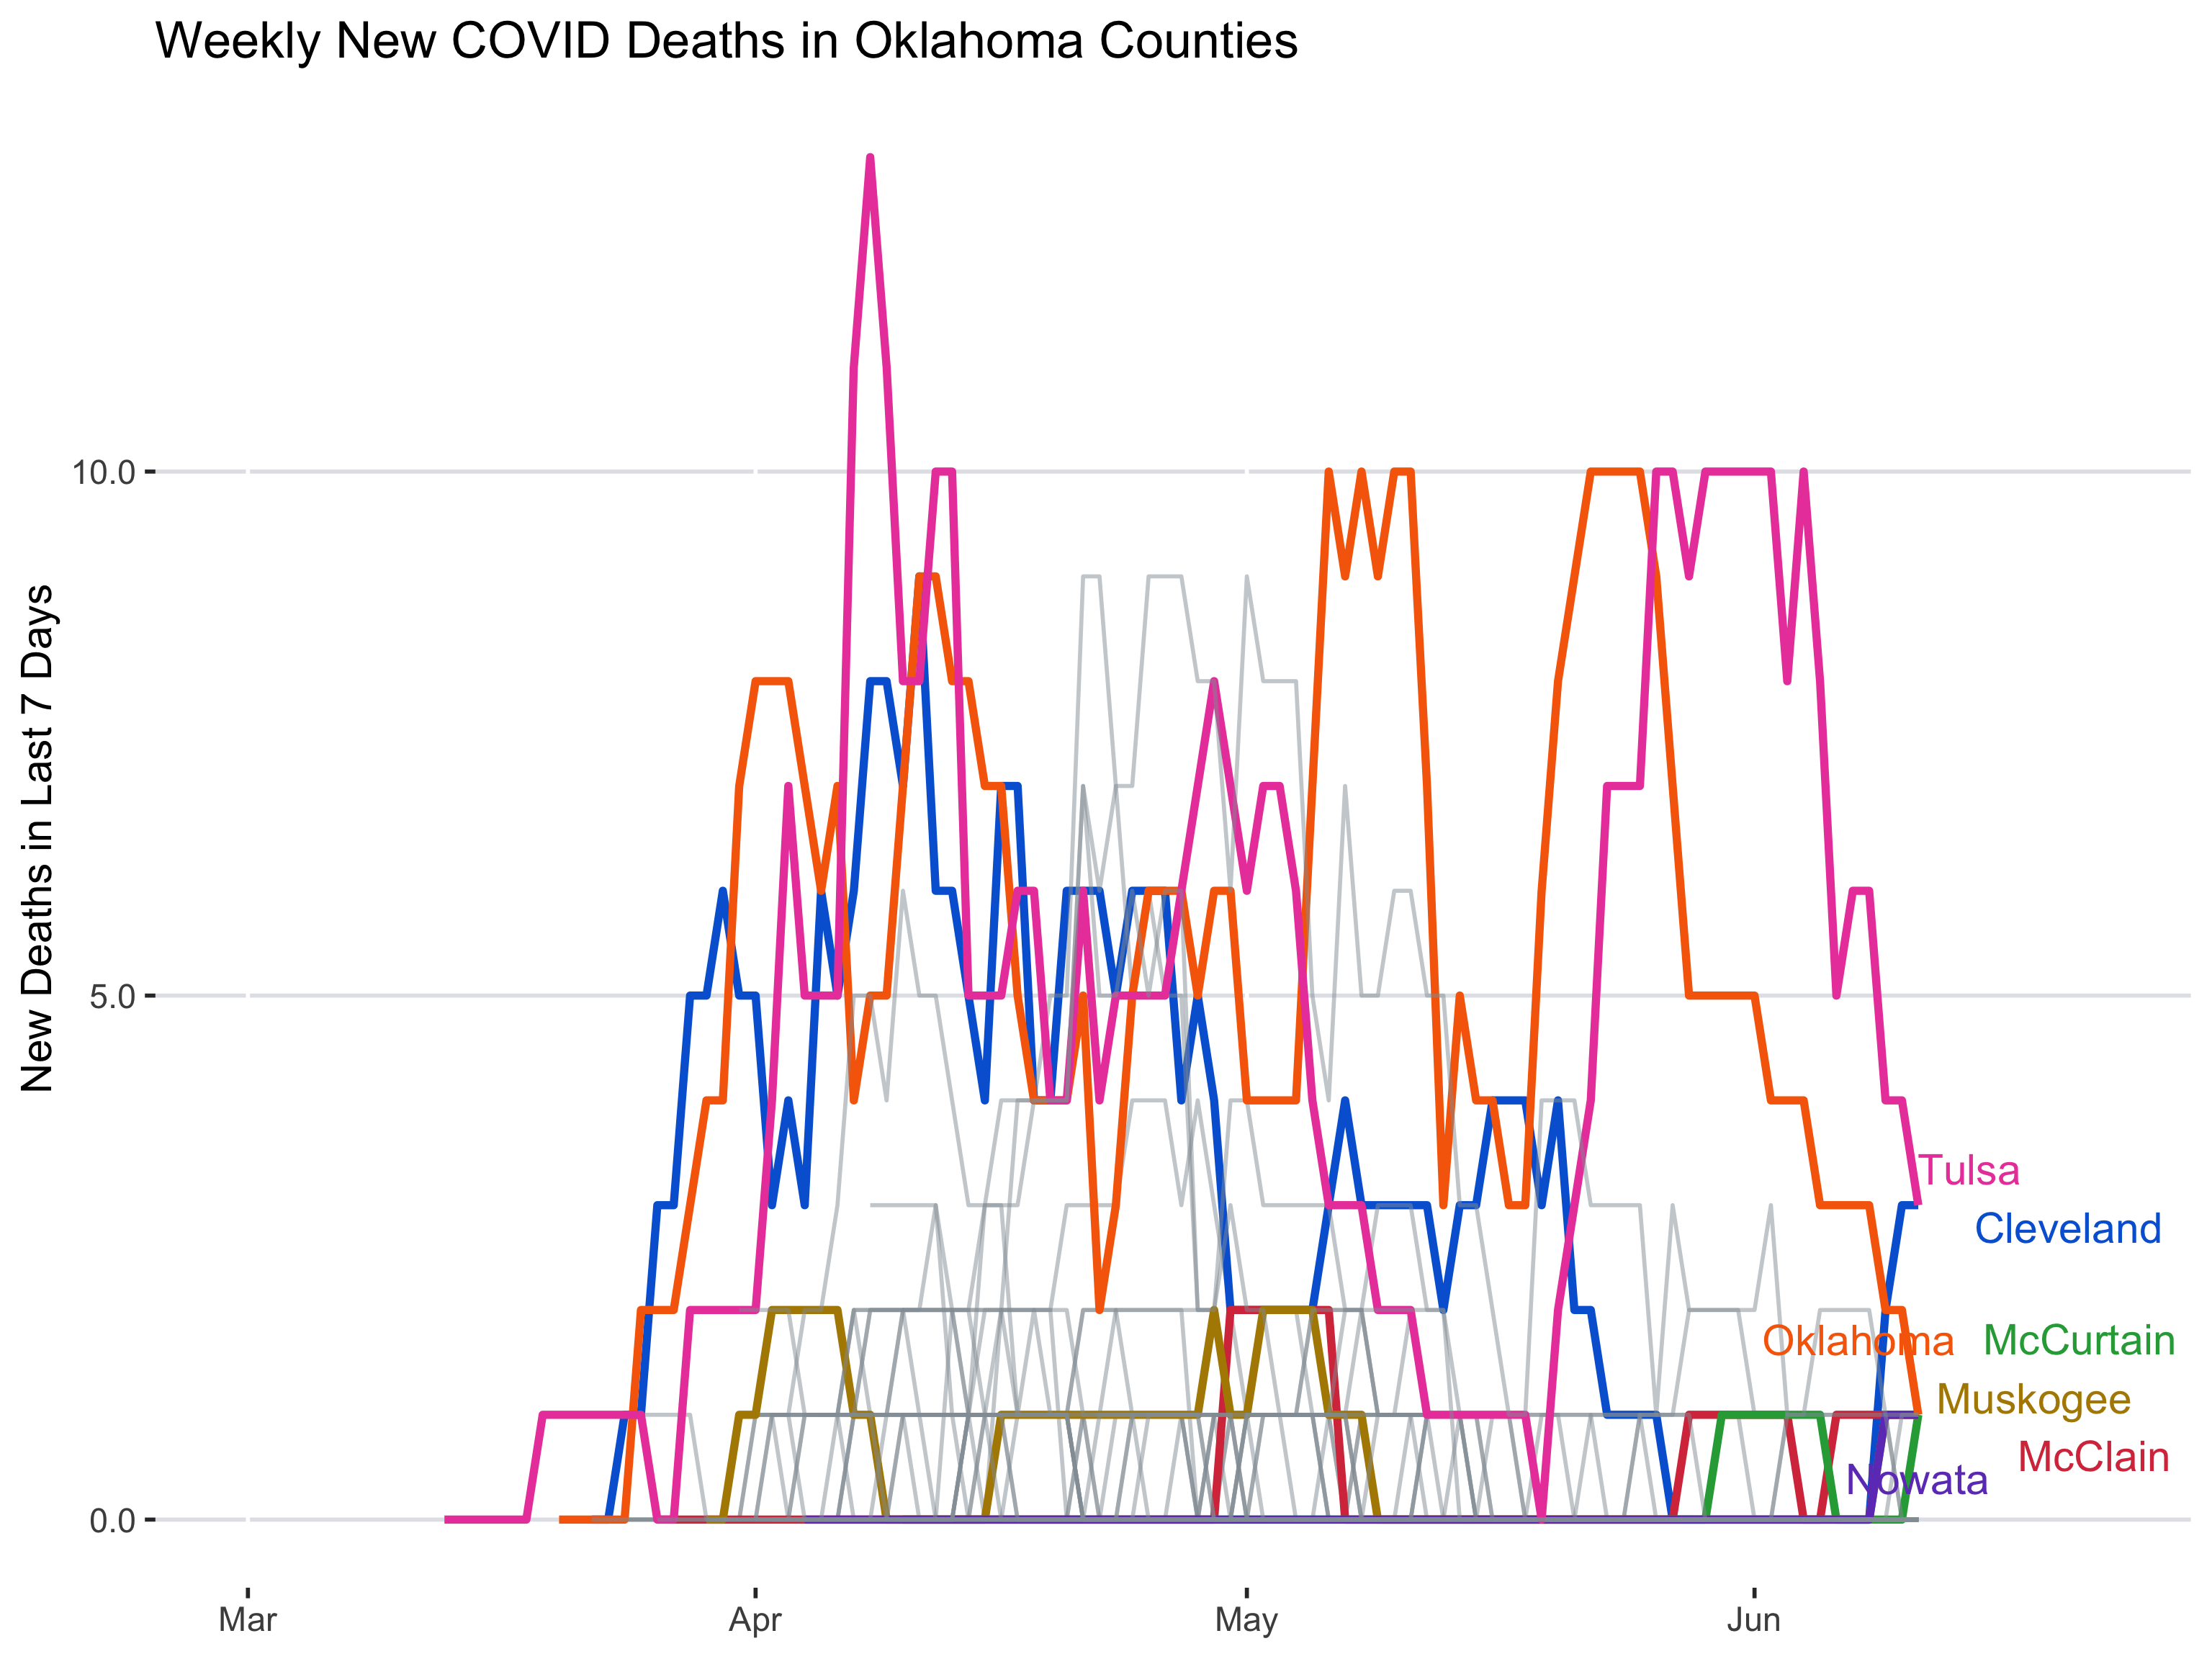 Weekly New COVID Deaths in Oklahoma Counties
New Deaths in Last 7 Days
10.0
5.0
0.0
Tulsa
Cleveland
Oklahoma
McCurtain
Muskogee
McClain
Nowata
Mar
Apr
May
Jun